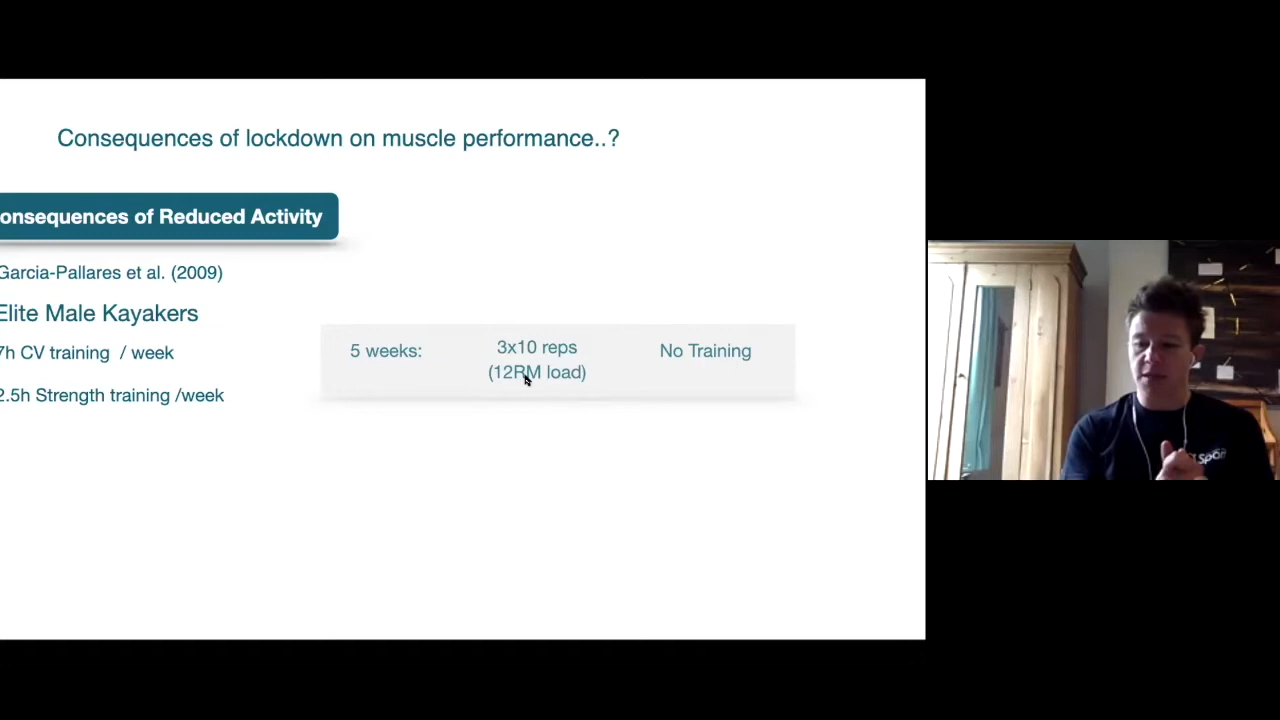 Consequences of lockdown on muscle performance..?
onsequences of Reduced Activity
Garcia-Pallares et al. (2009)
Elite Male Kayakers
7h CV training / week
2.5h Strength training /week
5 weeks:
3x10 reps
(12RM load)
No Training